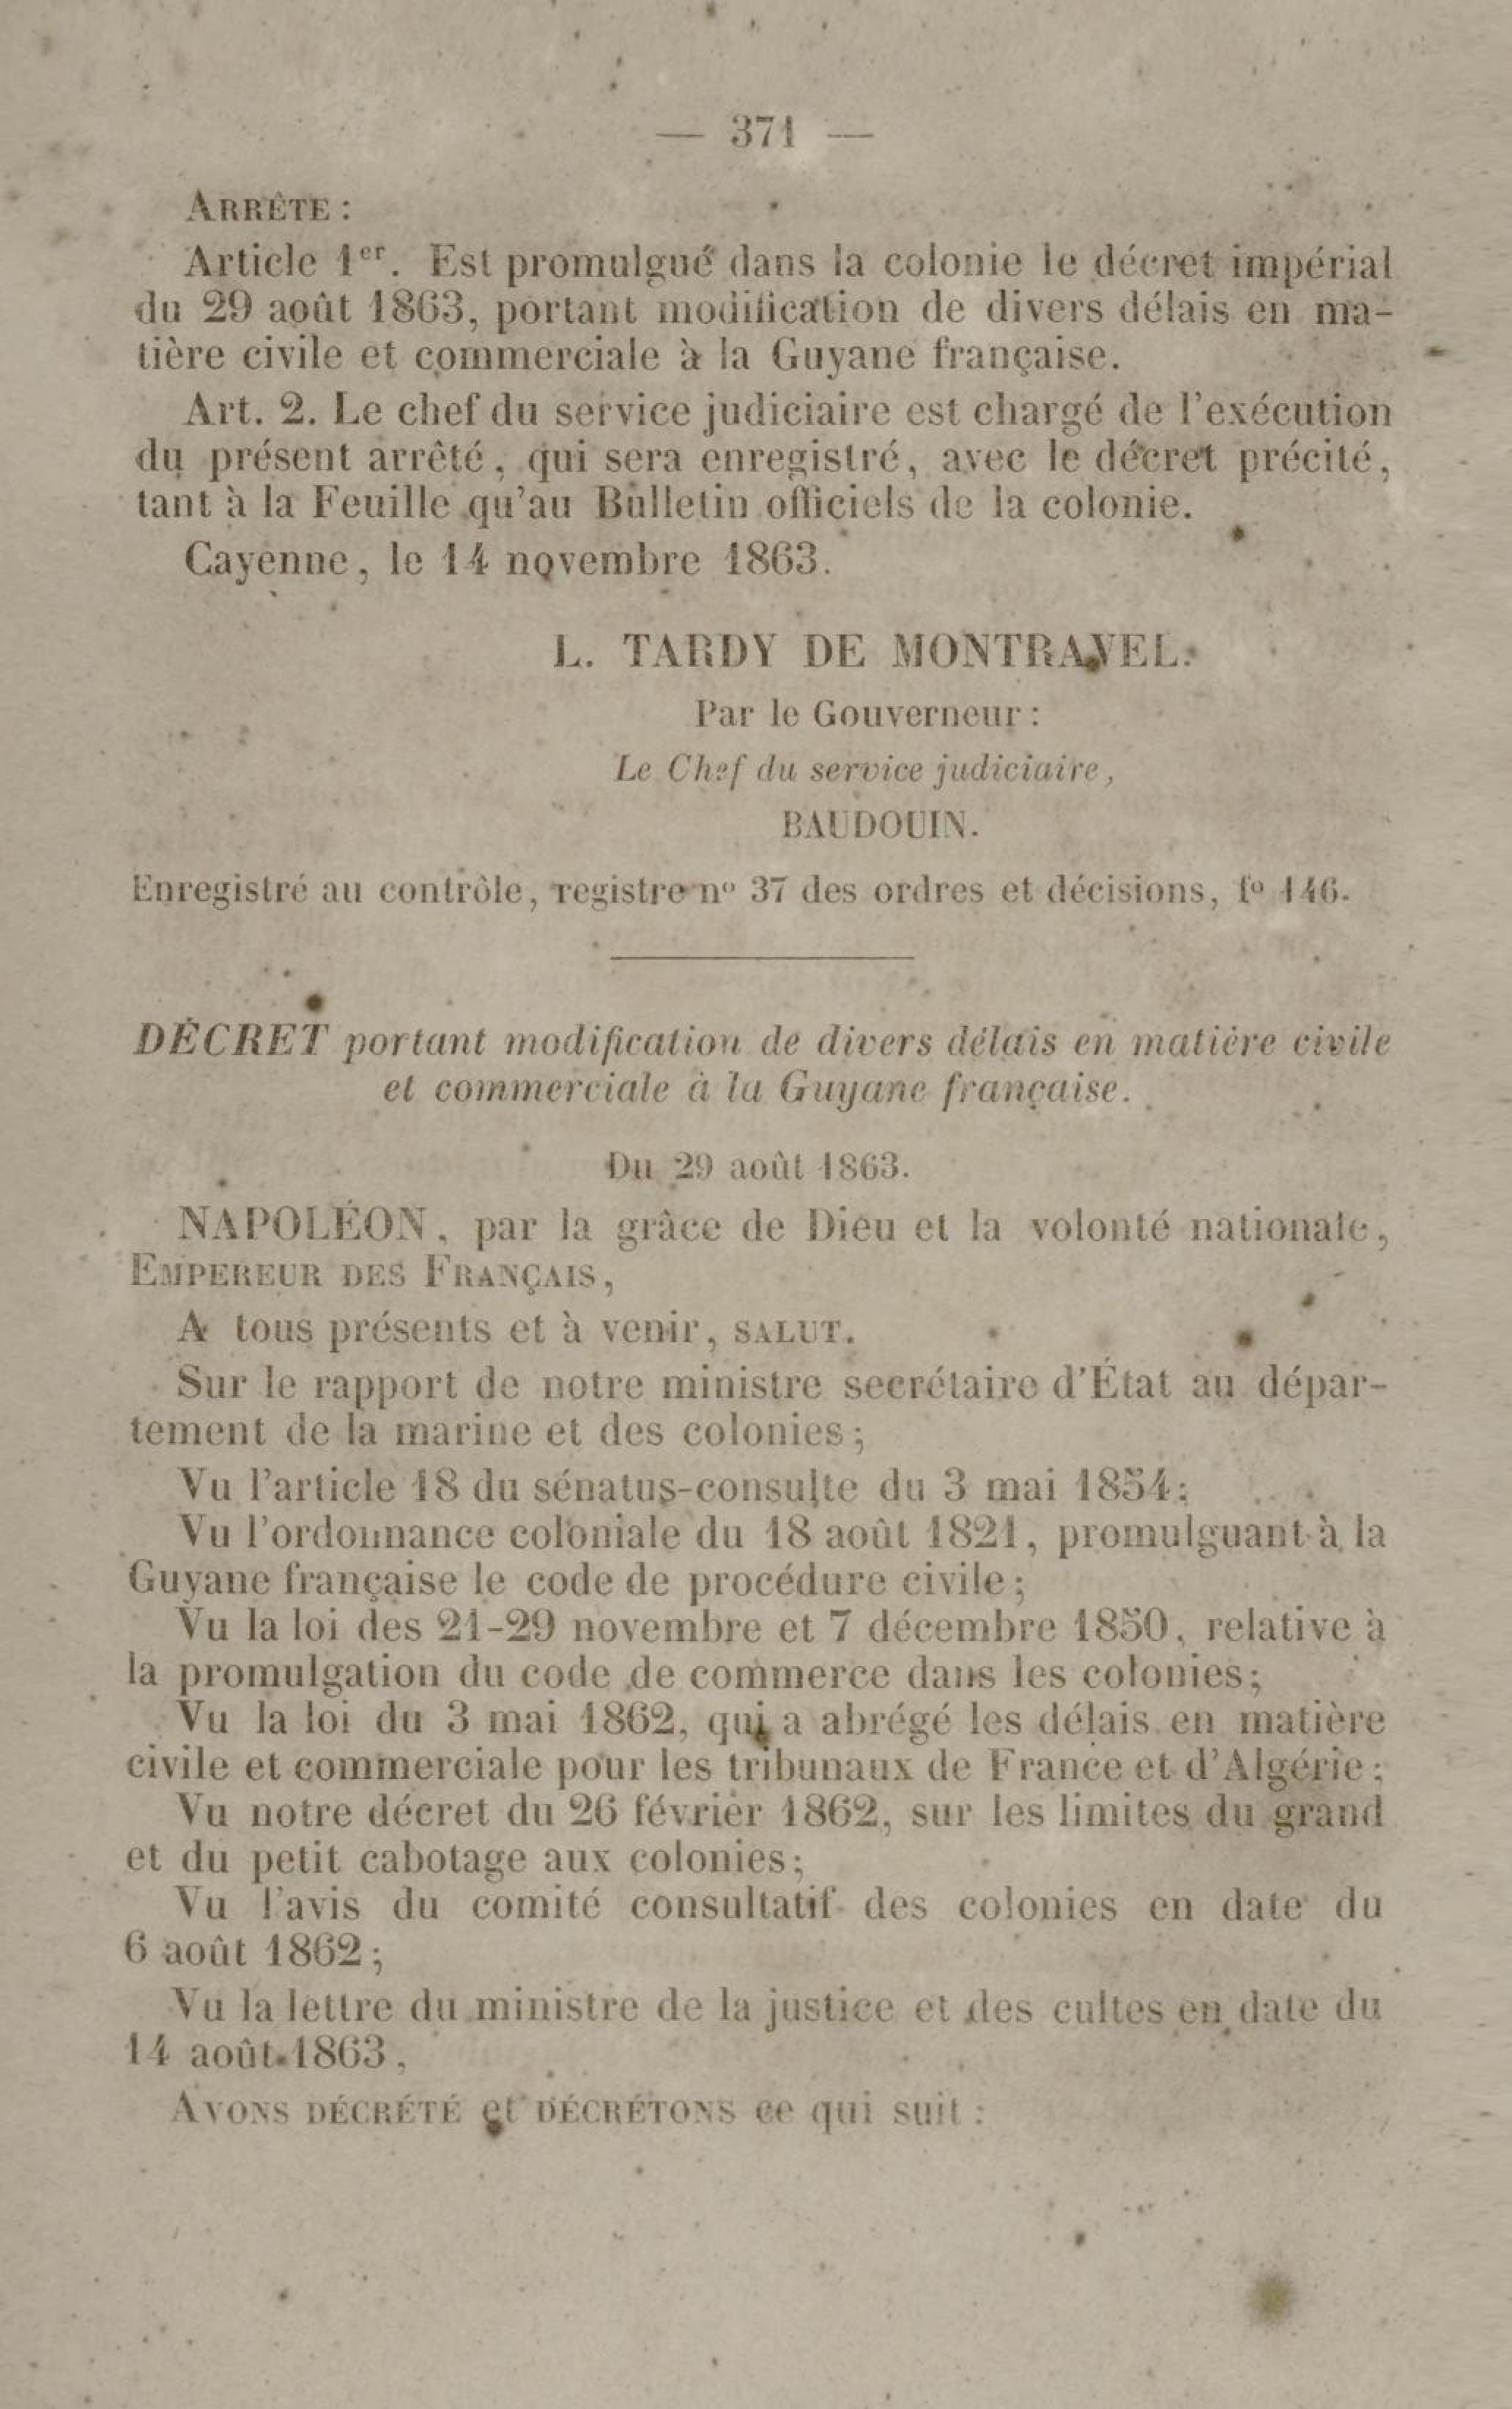 — 371 —
ARRÊTE :
Article 1er. Est promulgué dans la colonie le décret impérial
du 29 août 1863, portant modification de divers délais en ma-
tière civile et commerciale à la Guyane française.
Art. 2. Le chef du service judiciaire est chargé de l'exécution
du présent arrêté, qui sera enregistré, avec le décret précité,
tant à la Feuille qu'au Bulletin officiels de la colonie.
Cayenne, le 14 novembre 1863.
L. TARDY DE MONTRAVEL.
Par le Gouverneur :
Le Chef du service judiciaire,
BAUDOUIN.
Enregistré au contrôle, registre nº 37 des ordres et décisions, fº 146.
DÉCRET portant modification de divers délais en matière civile
et commerciale à la Guyane française.
Du 29 août 1863.
NAPOLÉON, par la grâce de Dieu et la volonté nationale,
EMPEREUR DES FRANÇAIS,
A tous présents et à venir, SALUT.
Sur le rapport de notre ministre secrétaire d'État au dépar-
tement de la marine et des colonies ;
Vu l'article 18 du sénatus-consulte du 3 mai 1854 ;
Vu l'ordonnance coloniale du 18 août 1821, promulguant à la
Guyane française le code de procédure civile ;
Vu la loi des 21-29 novembre et 7 décembre 1850, relative à
la promulgation du code de commerce dans les colonies ;
Vu la loi du 3 mai 1862, qui a abrégé les délais en matière
civile et commerciale pour les tribunaux de France et d'Algérie ;
Vu notre décret du 26 février 1862, sur les limites du grand
et du petit cabotage aux colonies ;
Vu l'avis du comité consultatif des colonies en date du
6 août 1862 ;
Vu la lettre du ministre de la justice et des cultes en date du
14 août 1863,
AVONS DÉCRÉTÉ et DÉCRÉTONS ce qui suit :